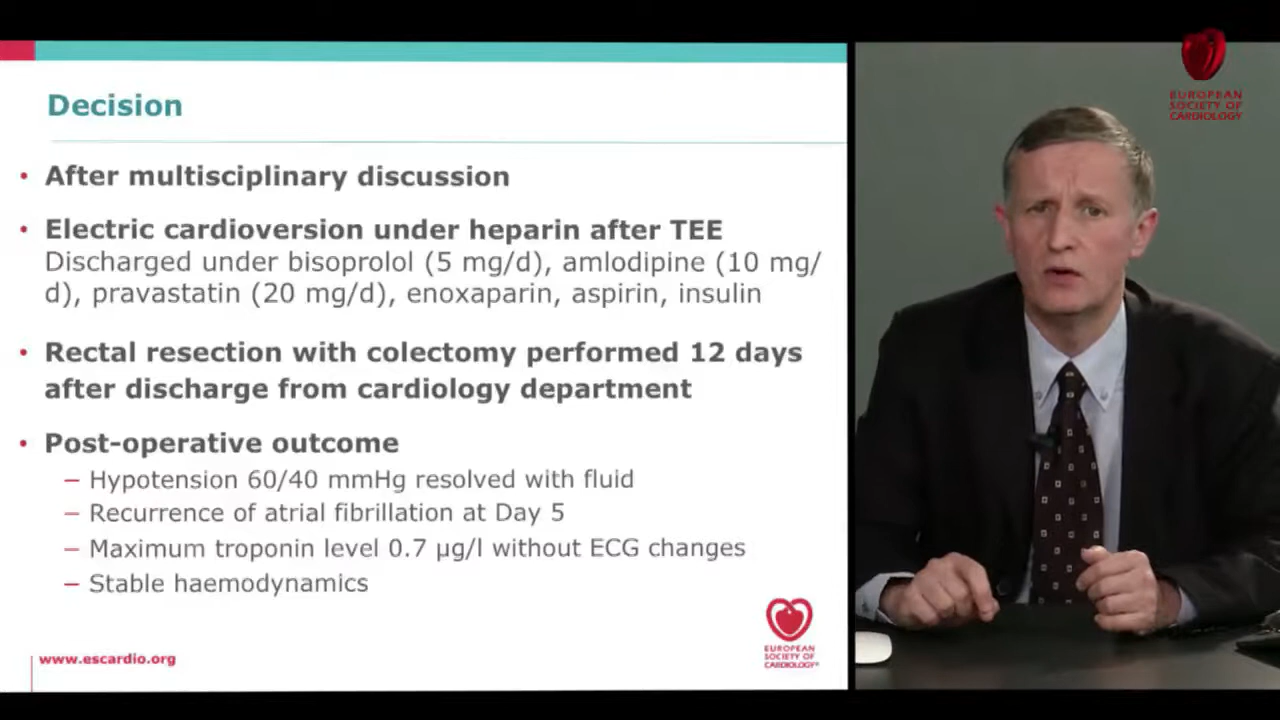 Decision
• After multisciplinary discussion
• Electric cardioversion under heparin after TEE
Discharged under bisoprolol (5 mg/d), amlodipine (10 mg/
d), pravastatin (20 mg/d), enoxaparin, aspirin, insulin
• Rectal resection with colectomy performed 12 days
after discharge from cardiology department
• Post-operative outcome
– Hypotension 60/40 mmHg resolved with fluid
– Recurrence of atrial fibrillation at Day 5
– Maximum troponin level 0.7 µg/l without ECG changes
– Stable haemodynamics
www.escardio.org
EUROPEAN
SOCIETY OF
CARDIOLOGY®
EUROPEAN
SOCIETY OF
CARDIOLOGY